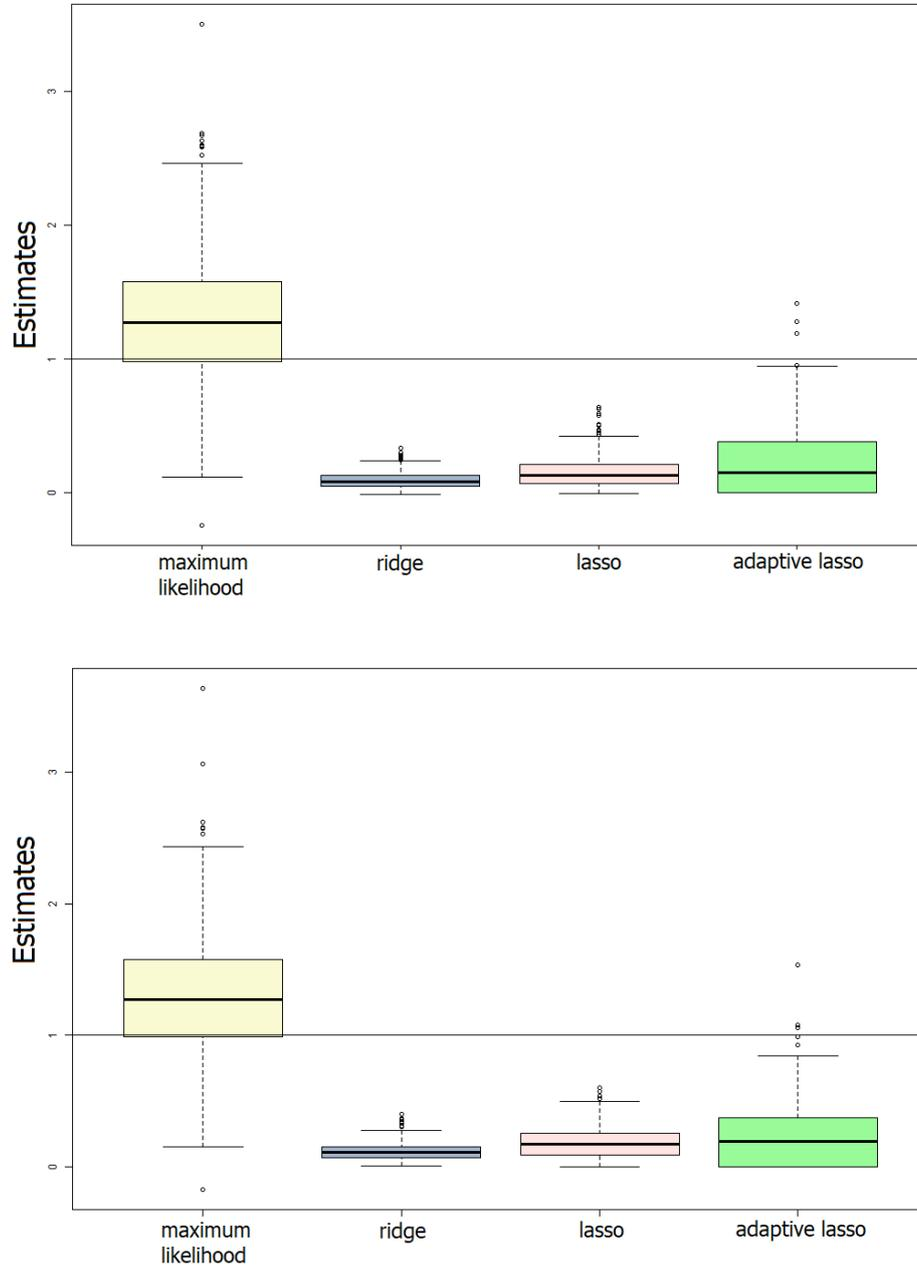 3
2
1
0
Estimates
maximum
likelihood
ridge
lasso
adaptive lasso
3
2
1
0
Estimates
maximum
likelihood
ridge
lasso
adaptive lasso